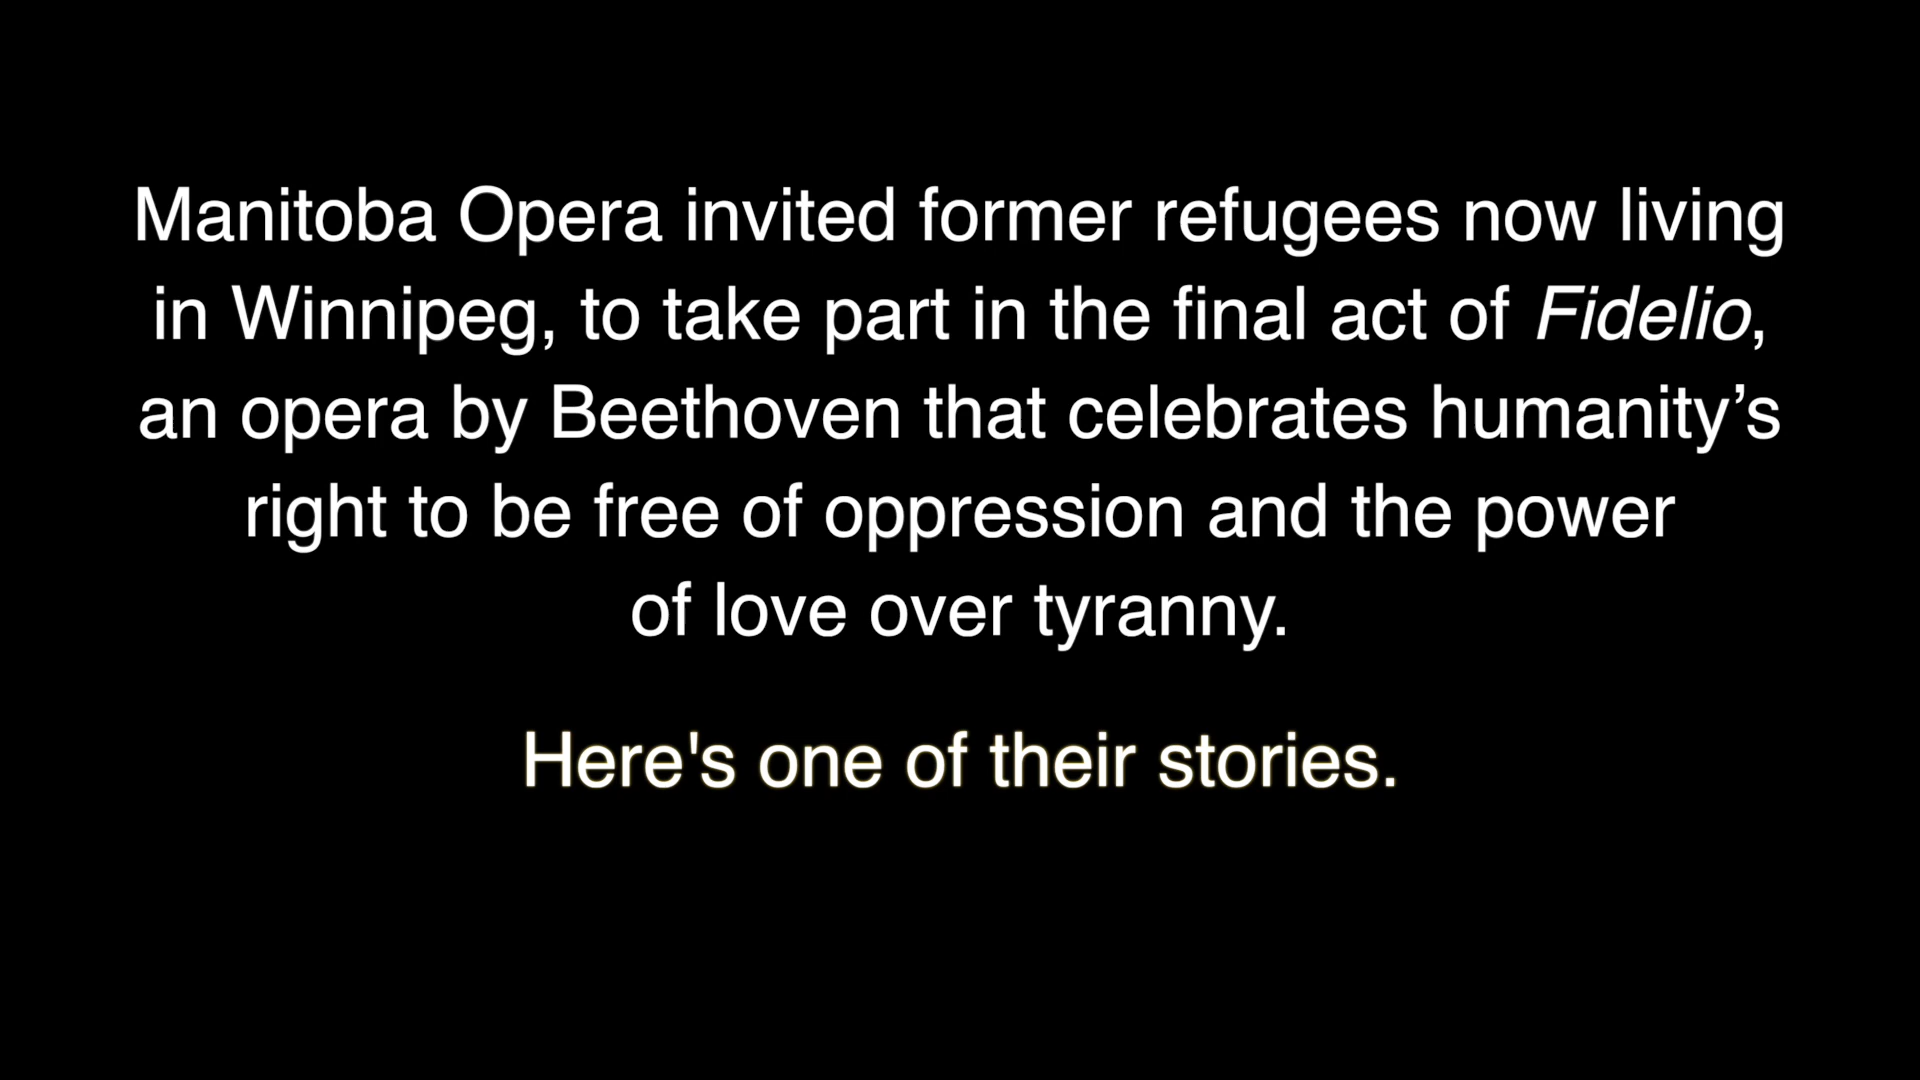 Manitoba Opera invited former refugees now living
in Winnipeg, to take part in the final act of Fidelio,
an opera by Beethoven that celebrates humanity’s
right to be free of oppression and the power
of love over tyranny.
Here's one of their stories.